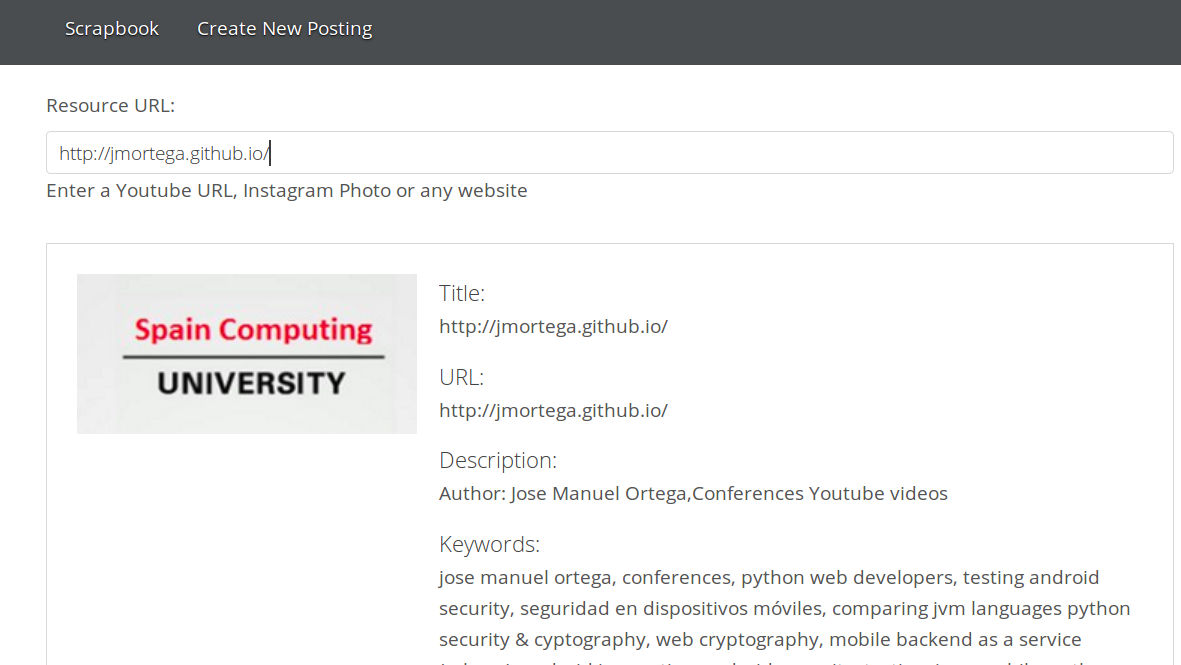 Scrapbook Create New Posting
Resource URL:
http://jmortega.github.io/
Enter a Youtube URL, Instagram Photo or any website
Spain Computing
UNIVERSITY
Title:
http://jmortega.github.io/
URL:
http://jmortega.github.io/
Description:
Author: Jose Manuel Ortega,Conferences Youtube videos
Keywords:
jose manuel ortega, conferences, python web developers, testing android
security, seguridad en dispositivos móviles, comparing jvm languages python
security & cyptography, web cryptography, mobile backend as a service